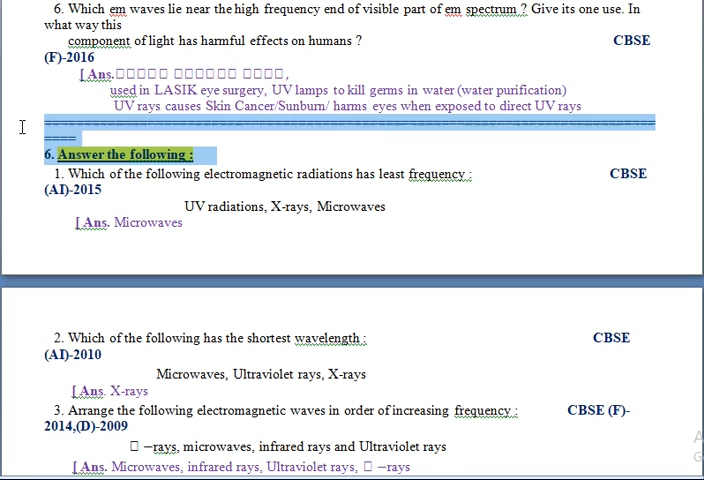 6. Which em waves lie near the high frequency end of visible part of em spectrum ? Give its one use. In
what way this
component of light has harmful effects on humans ? CBSE
(F)-2016
[ Ans.□□□□□ □□□□□□ □□□□,
used in LASIK eye surgery, UV lamps to kill germs in water (water purification)
UV rays causes Skin Cancer/Sunburn/ harms eyes when exposed to direct UV rays
6. Answer the following :
1. Which of the following electromagnetic radiations has least frequency : CBSE
(AI)-2015
UV radiations, X-rays, Microwaves
[ Ans. Microwaves
2. Which of the following has the shortest wavelength : CBSE
(AI)-2010
Microwaves, Ultraviolet rays, X-rays
[ Ans. X-rays
3. Arrange the following electromagnetic waves in order of increasing frequency : CBSE (F)-
2014,(D)-2009
□ –rays, microwaves, infrared rays and Ultraviolet rays
[ Ans. Microwaves, infrared rays, Ultraviolet rays, □ –rays